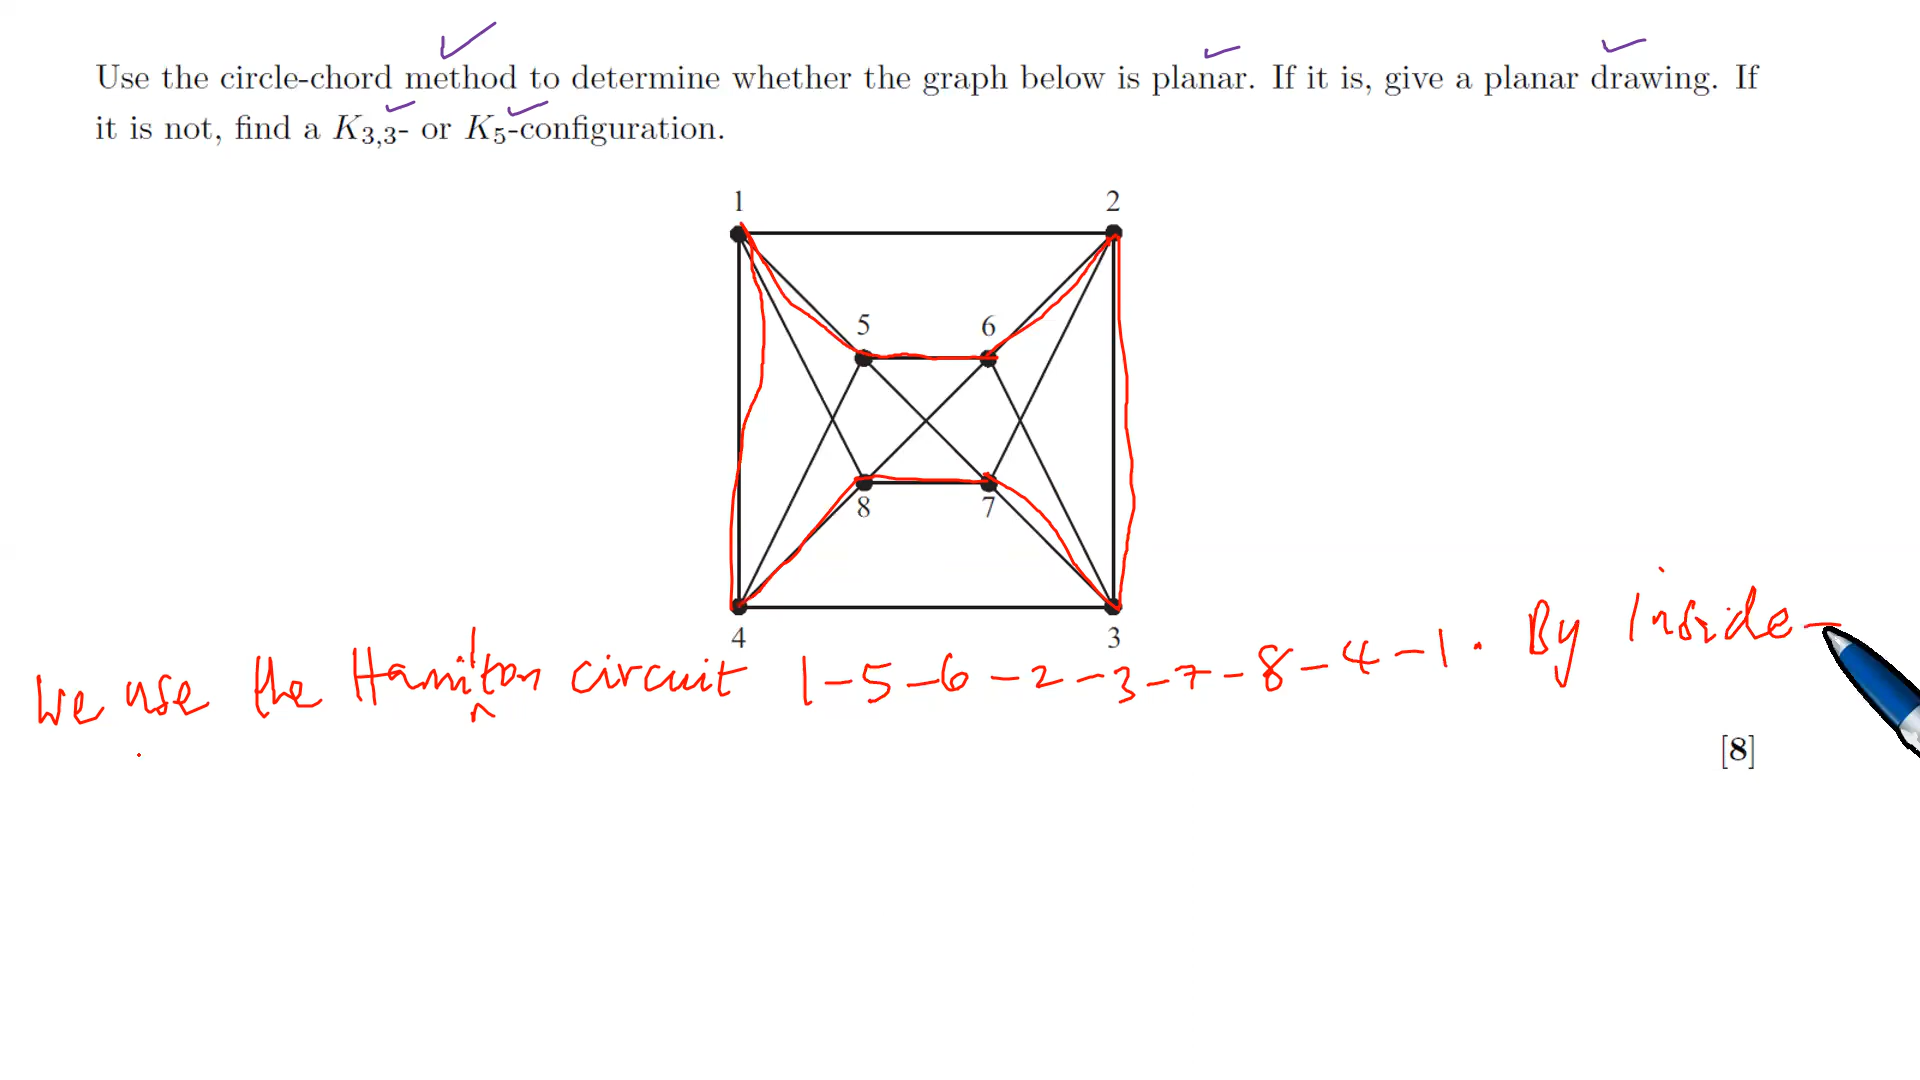 Use the circle-chord method to determine whether the graph below is planar. If it is, give a planar drawing. If
it is not, find a K3,3- or K5-configuration.
1 2
5 6
8 7
4 3
We use the Hamilton circuit 1-5-6-2-3-7-8-4-1. By inside-
[8]